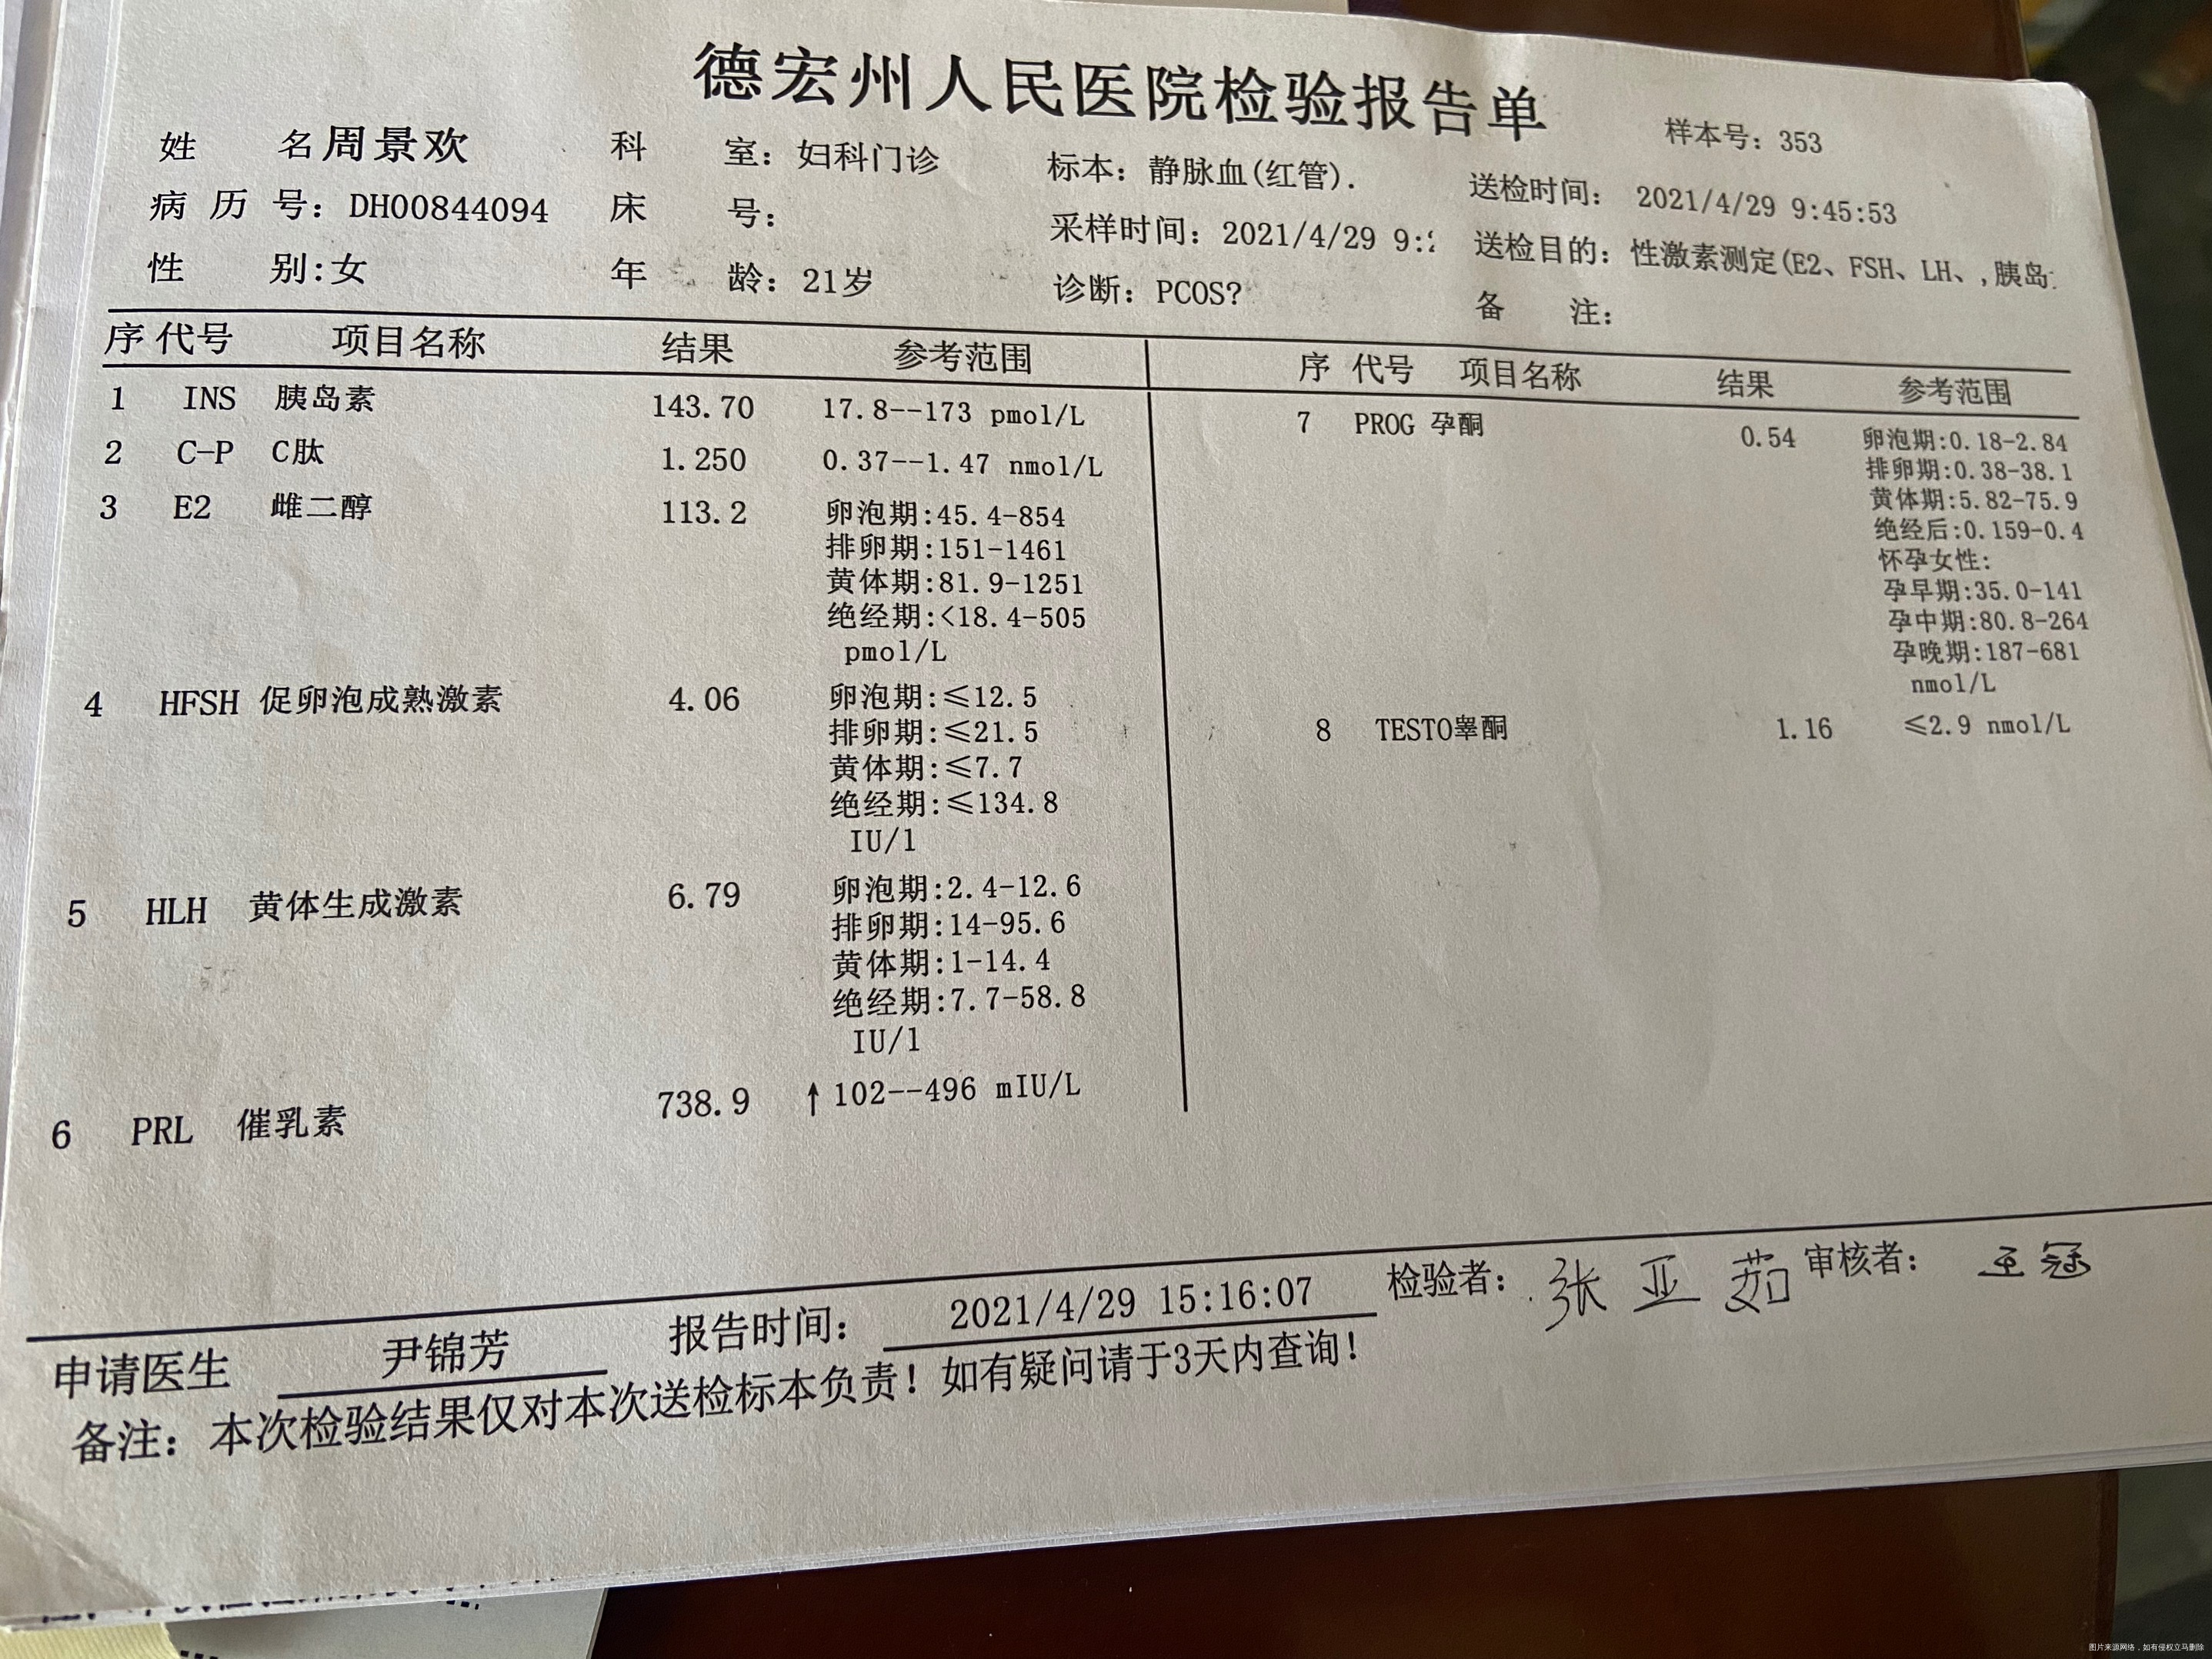 德宏州人民医院检验报告单
样本号：353
姓 名 周景欢 科 室：妇科门诊 标本：静脉血(红管). 送检时间：2021/4/29 9:45:53
病 历 号：DH00844094 床 号： 采样时间：2021/4/29 9: 送检目的：性激素测定(E2、FSH、LH、,胰岛
性 别:女 年 龄：21岁 诊断：PCOS? 备 注：
序 代号 项目名称 结果 参考范围
1 INS 胰岛素 143.70 17.8--173 pmol/L
2 C-P C肽 1.250 0.37--1.47 nmol/L
3 E2 雌二醇 113.2 卵泡期:45.4-854
排卵期:151-1461
黄体期:81.9-1251
绝经期:<18.4-505
pmol/L
4 HFSH 促卵泡成熟激素 4.06 卵泡期:≤12.5
排卵期:≤21.5
黄体期:≤7.7
绝经期:≤134.8
IU/l
5 HLH 黄体生成激素 6.79 卵泡期:2.4-12.6
排卵期:14-95.6
黄体期:1-14.4
绝经期:7.7-58.8
IU/l
6 PRL 催乳素 738.9 ↑ 102--496 mIU/L
序 代号 项目名称 结果 参考范围
7 PROG 孕酮 0.54 卵泡期:0.18-2.84
排卵期:0.38-38.1
黄体期:5.82-75.9
绝经后:0.159-0.4
怀孕女性:
孕早期:35.0-141
孕中期:80.8-264
孕晚期:187-681
nmol/L
8 TESTO睾酮 1.16 ≤2.9 nmol/L
申请医生 尹锦芳 报告时间： 2021/4/29 15:16:07 检验者： 张亚茹 审核者：
备注：本次检验结果仅对本次送检标本负责！如有疑问请于3天内查询！
图片来源网络，如有侵权立马删除